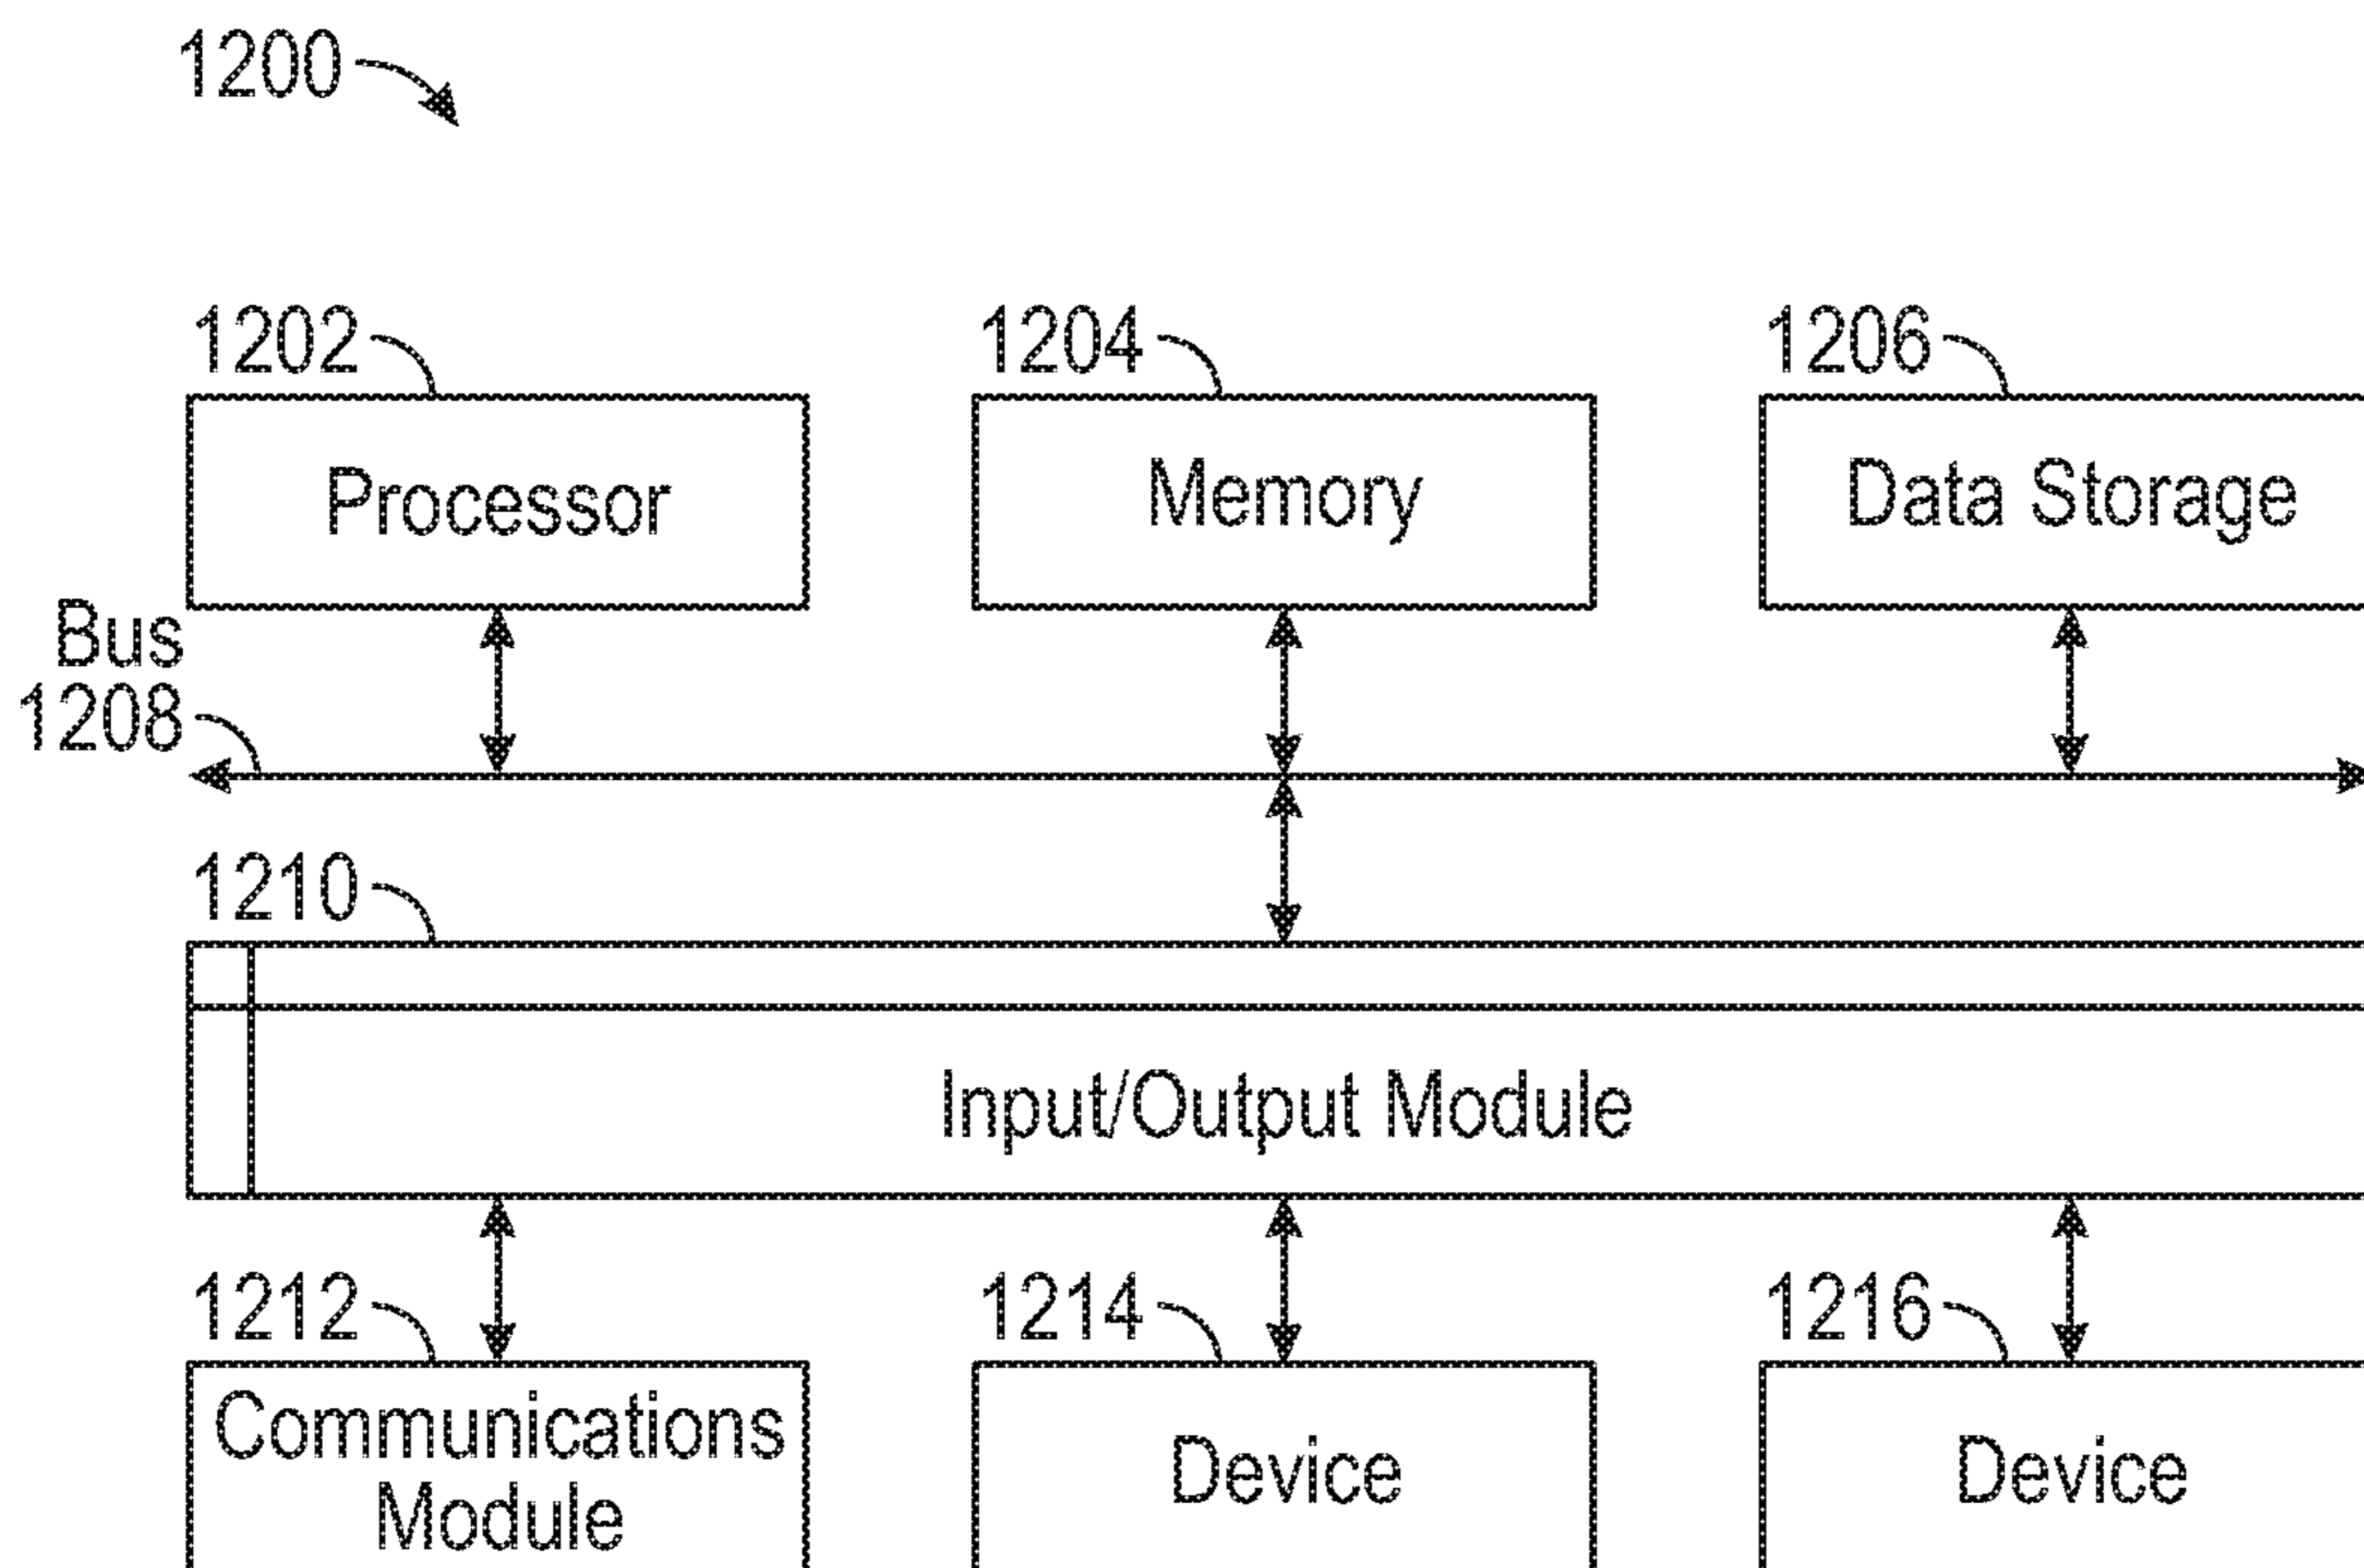 1200
1202
Processor
1204
Memory
1206
Data Storage
Bus
1208
1210
Input/Output Module
1212
Communications
Module
1214
Device
1216
Device